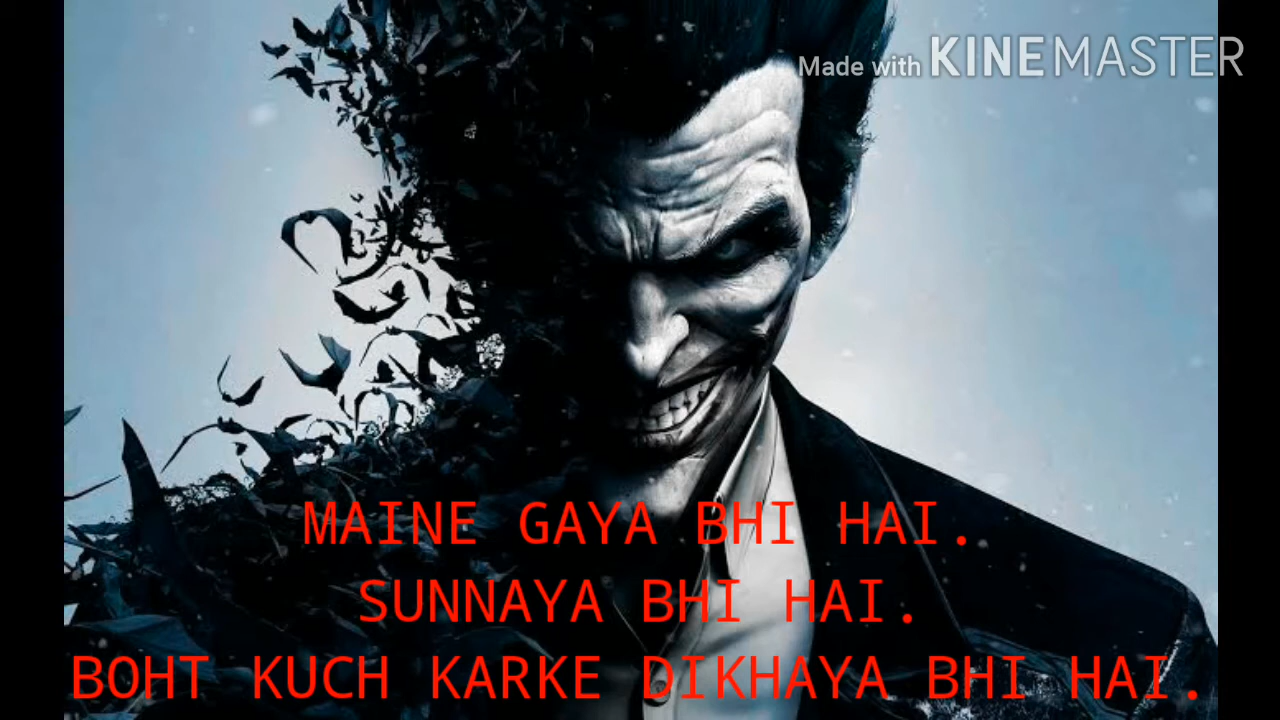 Made with KINEMASTER
MAINE GAYA BHI HAI.
SUNNAYA BHI HAI.
BOHT KUCH KARKE DIKHAYA BHI HAI.